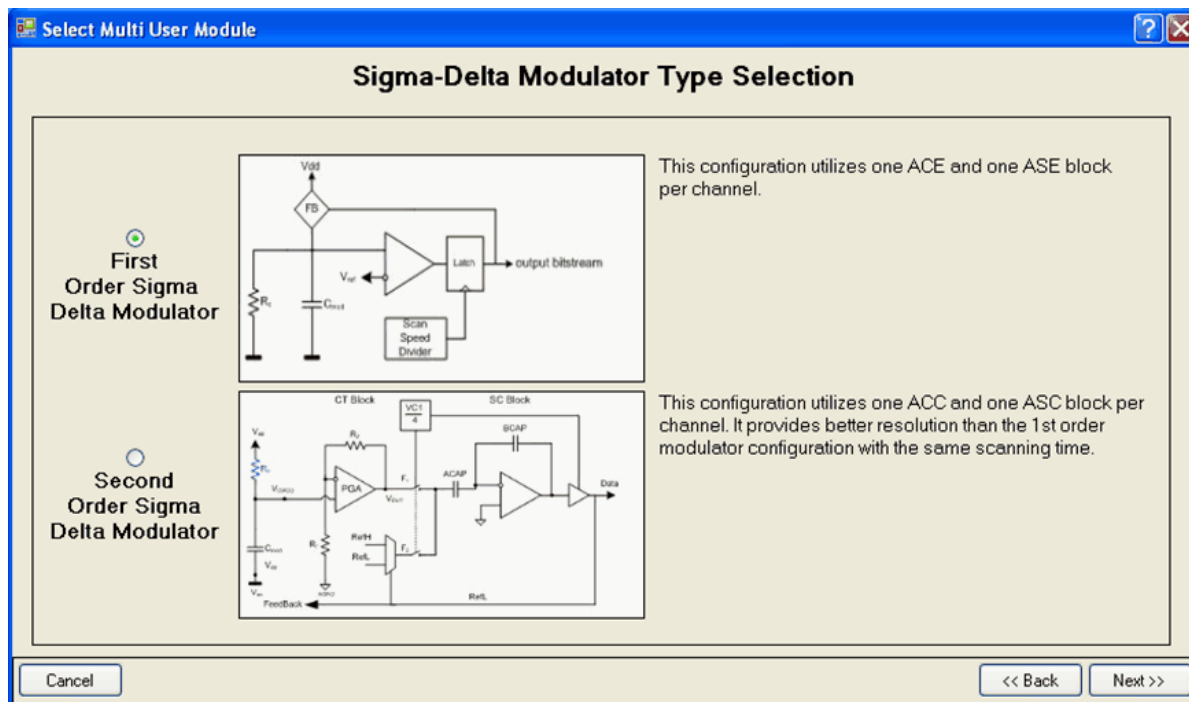 Select Multi User Module
Sigma-Delta Modulator Type Selection
First
Order Sigma
Delta Modulator
Vdd
FB
Vref
Latch
output bitstream
Cmod
Scan
Speed
Divider
This configuration utilizes one ACE and one ASE block
per channel.
Second
Order Sigma
Delta Modulator
CT Block
VC1
4
SC Block
BCAP
ACAP
PGA
VOUT
Data
RefH
RefL
Cmod
FeedBack
RefL
This configuration utilizes one ACC and one ASC block per
channel. It provides better resolution than the 1st order
modulator configuration with the same scanning time.
Cancel
<< Back
Next >>